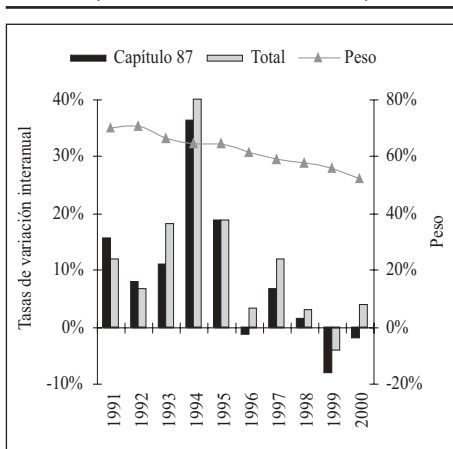 Capítulo 87 Total Peso
40% 80%
30% 60%
20% 40%
10% 20%
0% 0%
-10% -20%
Tasas de variación interanual
Peso
1991 1992 1993 1994 1995 1996 1997 1998 1999 2000